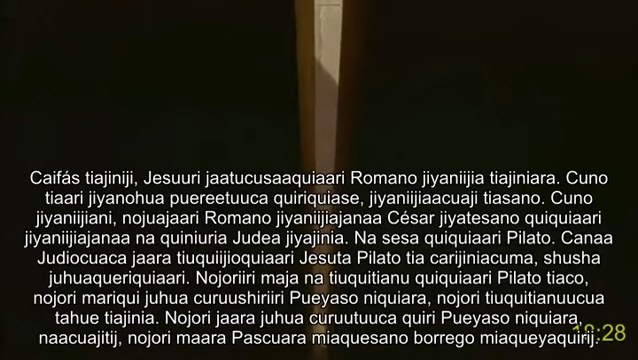 Caifás tiajiniji, Jesuuri jaatucusaaquiaari Romano jiyaniijia tiajiniara. Cuno
tiaari jiyanohua puereetuuca quiriquiase, jiyaniijiaacuaji tiasano. Cuno
jiyaniijiani, nojuajaari Romano jiyaniijiajanaa César jiyatesano quiquiaari
jiyaniijiajanaa na quiniuria Judea jiyajinia. Na sesa quiquiaari Pilato. Canaa
Judiocuaca jaara tiuquiijioquiaari Jesuta Pilato tia carijiniacuma, shusha
juhuaqueriquiaari. Nojoriiri maja na tiuquitianu quiquiaari Pilato tiaco,
nojori mariqui juhua curuushiriiri Pueyaso niquiara, nojori tiuquitianuucua
tahue tiajinia. Nojori jaara juhua curuutuuca quiri Pueyaso niquiara,
naacuajitij, nojori maara Pascuara miaquesano borrego miaqueyaquirij.
:28